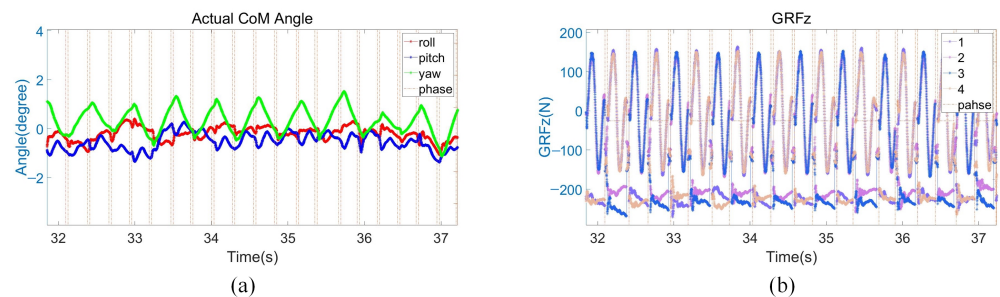 Actual CoM Angle
4
2
0
−2
Angle(degree)
roll
pitch
yaw
phase
32
33
34
35
36
37
Time(s)
(a)
GRFz
200
100
0
−100
−200
GRFz(N)
1
2
3
4
pahse
32
33
34
35
36
37
Time(s)
(b)